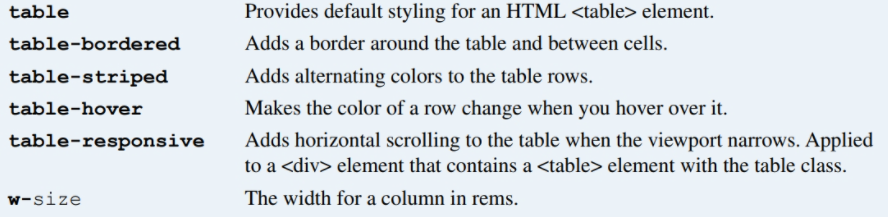 table Provides default styling for an HTML <table> element.
table-bordered Adds a border around the table and between cells.
table-striped Adds alternating colors to the table rows.
table-hover Makes the color of a row change when you hover over it.
table-responsive Adds horizontal scrolling to the table when the viewport narrows. Applied
to a <div> element that contains a <table> element with the table class.
w-size The width for a column in rems.